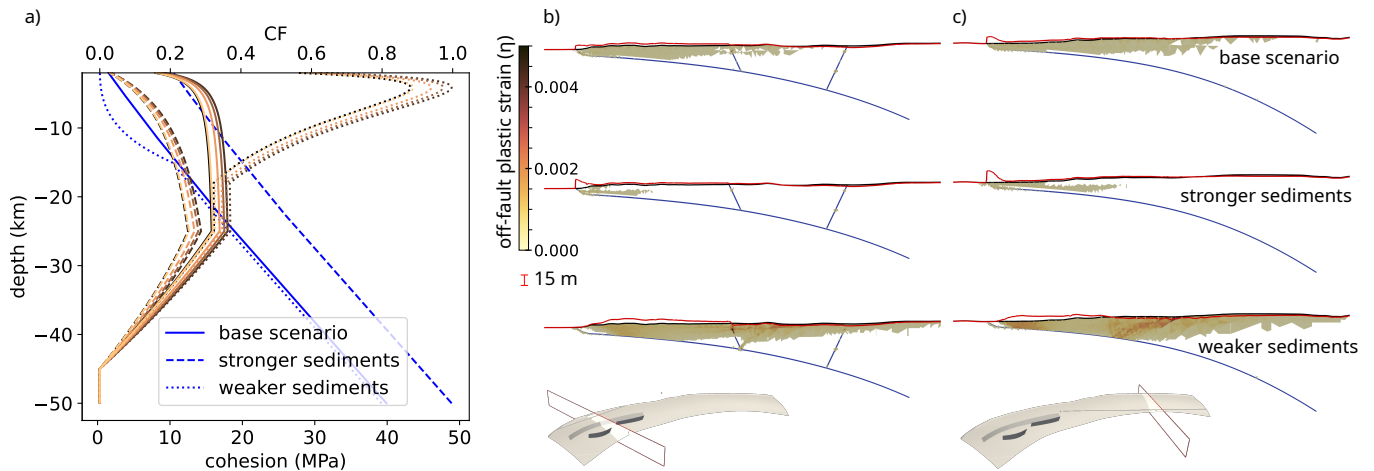 a)
CF
0.0 0.2 0.4 0.6 0.8 1.0
depth (km)
−10
−20
−30
−40
−50
base scenario
stronger sediments
weaker sediments
0 10 20 30 40 50
cohesion (MPa)
b)
off-fault plastic strain (η)
0.004
0.002
0.000
15 m
c)
base scenario
stronger sediments
weaker sediments